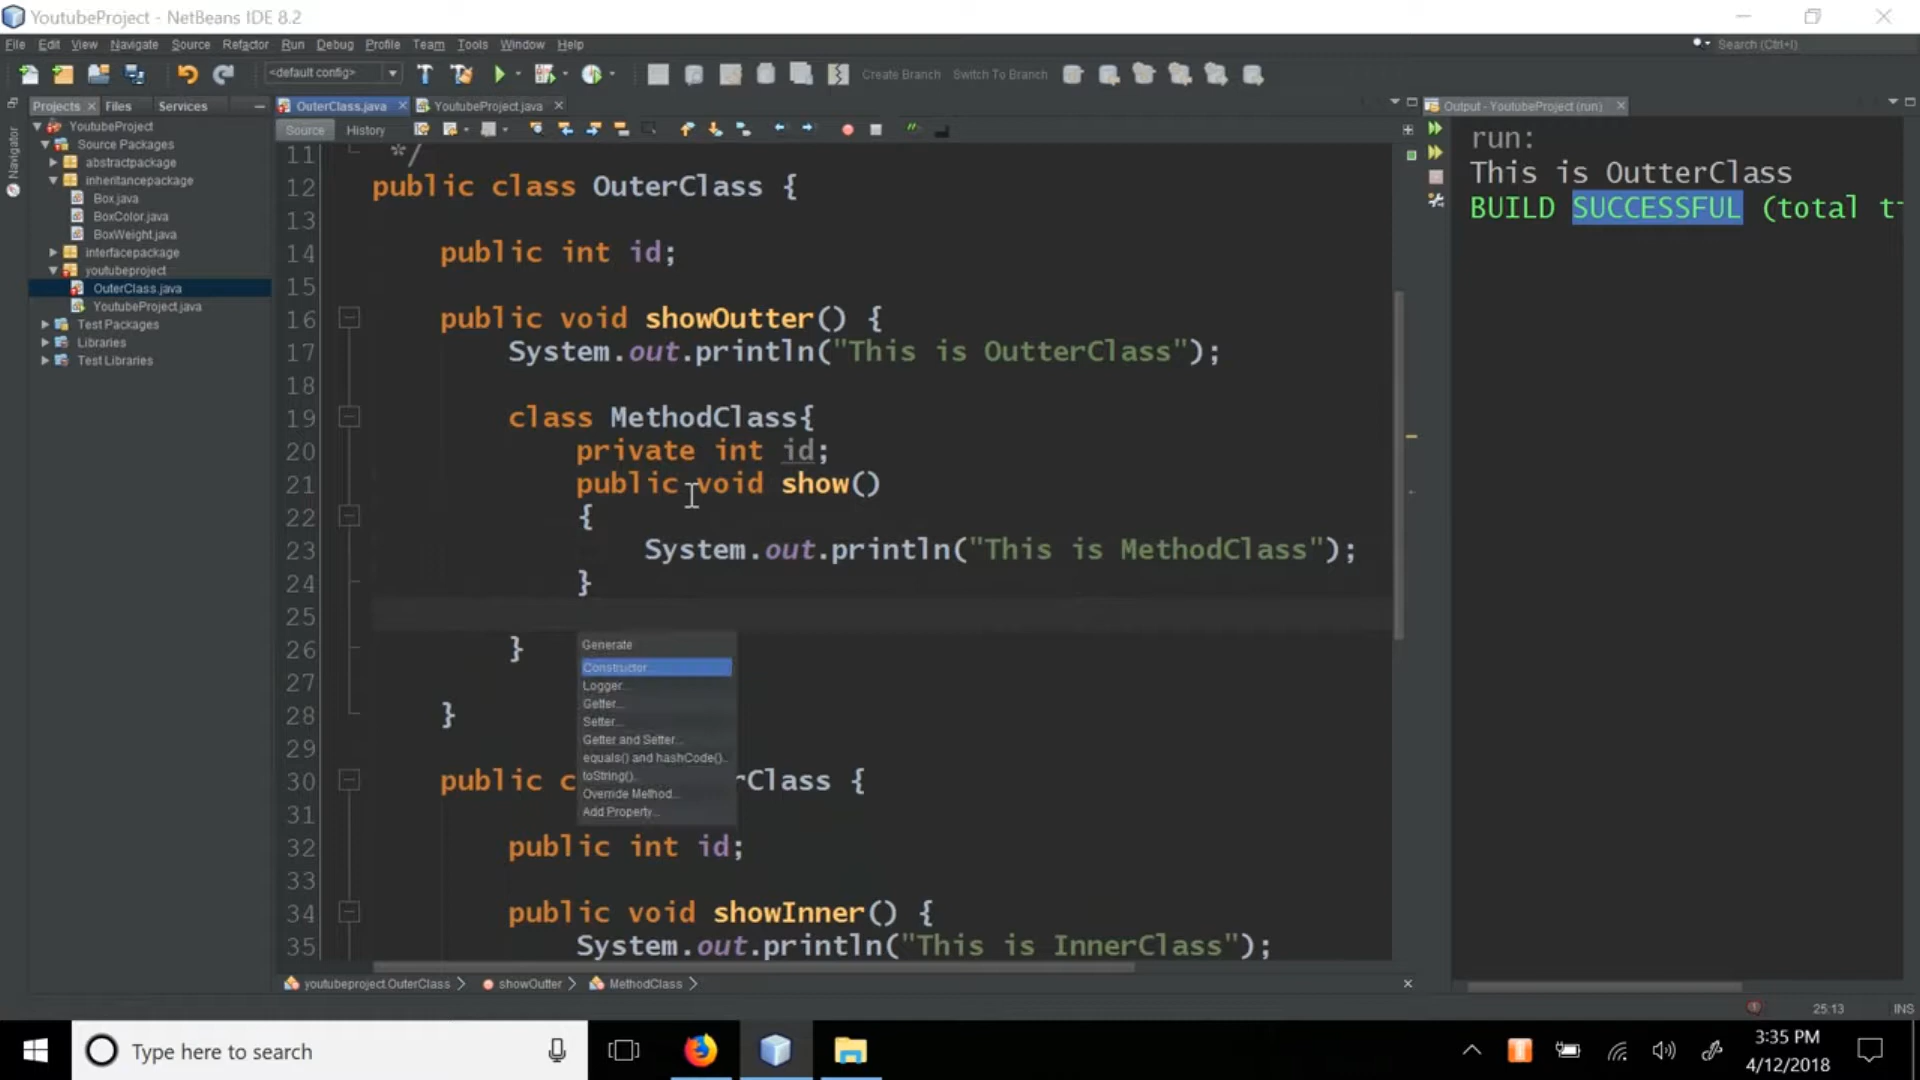 YoutubeProject - NetBeans IDE 8.2
File Edit View Navigate Source Refactor Run Debug Profile Team Tools Window Help
Search (Ctrl+I)
<default config>
Create Branch Switch To Branch
Projects Files Services
OuterClass.java YoutubeProject.java
Output - YoutubeProject (run)
Navigator
Source History
YoutubeProject
Source Packages
abstractpackage
inheritancepackage
Box.java
BoxColor.java
BoxWeight.java
interfacepackage
youtubeproject
OuterClass.java
YoutubeProject.java
Test Packages
Libraries
Test Libraries
11 */
12 public class OuterClass {
13
14 public int id;
15
16 public void showOutter() {
17 System.out.println("This is OutterClass");
18
19 class MethodClass{
20 private int id;
21 public void show()
22 {
23 System.out.println("This is MethodClass");
24 }
25
26 }
27
28 }
29
30 public c rClass {
31
32 public int id;
33
34 public void showInner() {
35 System.out.println("This is InnerClass");
Generate
Constructor...
Logger...
Getter...
Setter...
Getter and Setter...
equals() and hashCode()...
toString()...
Override Method...
Add Property...
run:
This is OutterClass
BUILD SUCCESSFUL (total t
youtubeproject.OuterClass showOutter MethodClass
25:13 INS
Type here to search
3:35 PM
4/12/2018